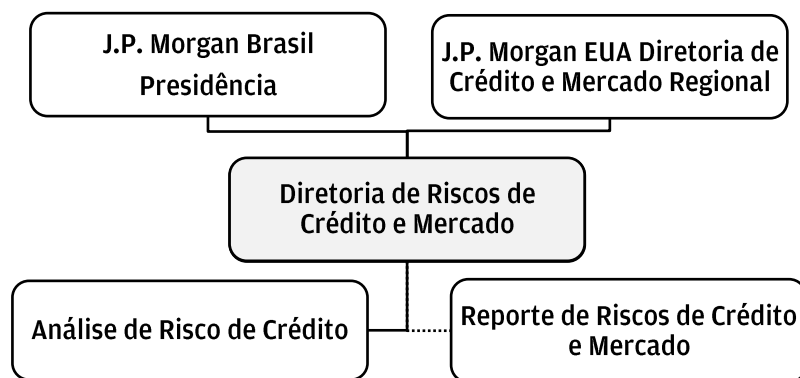 J.P. Morgan Brasil
Presidência
J.P. Morgan EUA Diretoria de
Crédito e Mercado Regional
Diretoria de Riscos de
Crédito e Mercado
Análise de Risco de Crédito
Reporte de Riscos de Crédito
e Mercado